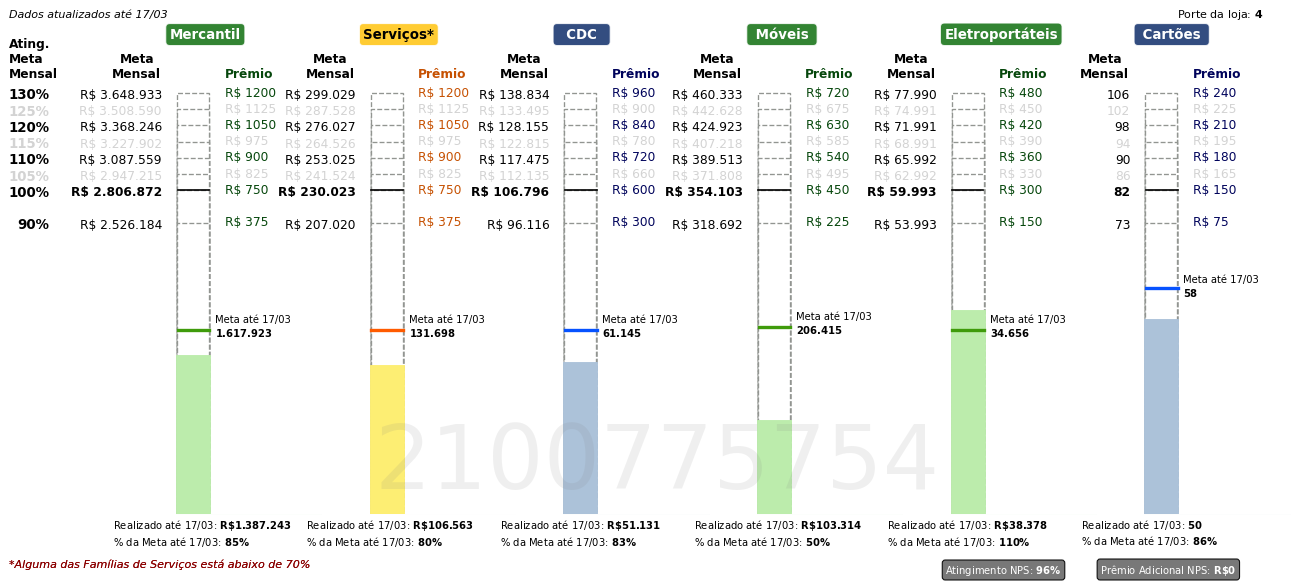 Dados atualizados até 17/03 Porte da loja: 4
Mercantil Serviços* CDC Móveis Eletroportáteis Cartões
Ating. Meta Mensal Meta Mensal Prêmio Meta Mensal Prêmio Meta Mensal Prêmio Meta Mensal Prêmio Meta Mensal Prêmio Meta Mensal Prêmio
130% R$ 3.648.933 R$ 1200 R$ 299.029 R$ 1200 R$ 138.834 R$ 960 R$ 460.333 R$ 720 R$ 77.990 R$ 480 106 R$ 240
125% R$ 3.508.590 R$ 1125 R$ 287.528 R$ 1125 R$ 133.495 R$ 900 R$ 442.628 R$ 675 R$ 74.991 R$ 450 102 R$ 225
120% R$ 3.368.246 R$ 1050 R$ 276.027 R$ 1050 R$ 128.155 R$ 840 R$ 424.923 R$ 630 R$ 71.991 R$ 420 98 R$ 210
115% R$ 3.227.902 R$ 975 R$ 264.526 R$ 975 R$ 122.815 R$ 780 R$ 407.218 R$ 585 R$ 68.991 R$ 390 94 R$ 195
110% R$ 3.087.559 R$ 900 R$ 253.025 R$ 900 R$ 117.475 R$ 720 R$ 389.513 R$ 540 R$ 65.992 R$ 360 90 R$ 180
105% R$ 2.947.215 R$ 825 R$ 241.524 R$ 825 R$ 112.135 R$ 660 R$ 371.808 R$ 495 R$ 62.992 R$ 330 86 R$ 165
100% R$ 2.806.872 R$ 750 R$ 230.023 R$ 750 R$ 106.796 R$ 600 R$ 354.103 R$ 450 R$ 59.993 R$ 300 82 R$ 150
90% R$ 2.526.184 R$ 375 R$ 207.020 R$ 375 R$ 96.116 R$ 300 R$ 318.692 R$ 225 R$ 53.993 R$ 150 73 R$ 75
Meta até 17/03
58
Meta até 17/03 Meta até 17/03 Meta até 17/03 Meta até 17/03 Meta até 17/03
1.617.923 131.698 61.145 206.415 34.656
21007775754
Realizado até 17/03: R$1.387.243 Realizado até 17/03: R$106.563 Realizado até 17/03: R$51.131 Realizado até 17/03: R$103.314 Realizado até 17/03: R$38.378 Realizado até 17/03: 50
% da Meta até 17/03: 85% % da Meta até 17/03: 80% % da Meta até 17/03: 83% % da Meta até 17/03: 50% % da Meta até 17/03: 110% % da Meta até 17/03: 86%
*Alguma das Famílias de Serviços está abaixo de 70% Atingimento NPS: 96% Prêmio Adicional NPS: R$0